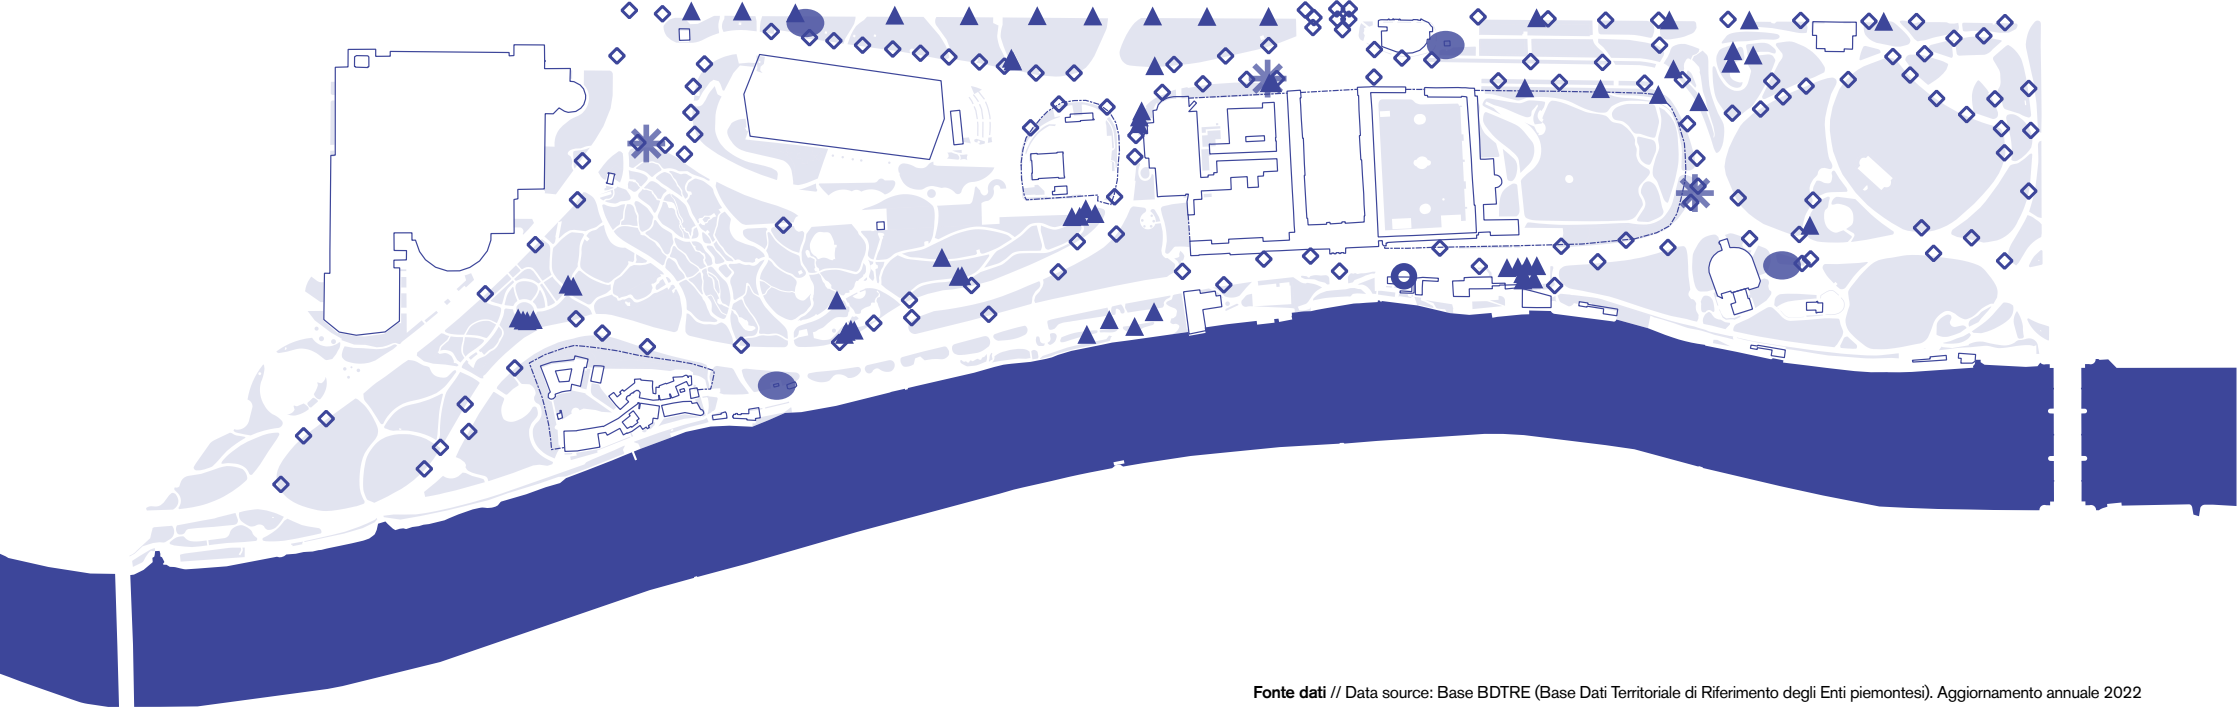 Fonte dati // Data source: Base BDTRE (Base Dati Territoriale di Riferimento degli Enti piemontesi). Aggiornamento annuale 2022